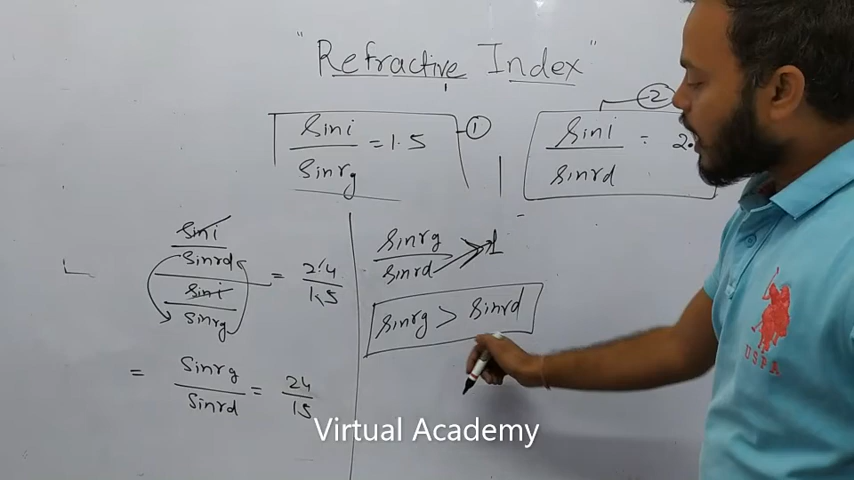 "Refractive Index"
sini / sinrg = 1.5 ①
sini / sinrd = 2. ②
sini / sinrd / sini / sinrg = 2.4 / 1.5
= sinrg / sinrd = 24 / 15
sinrg / sinrd > 1
sinrg > sinrd
USPA
Virtual Academy